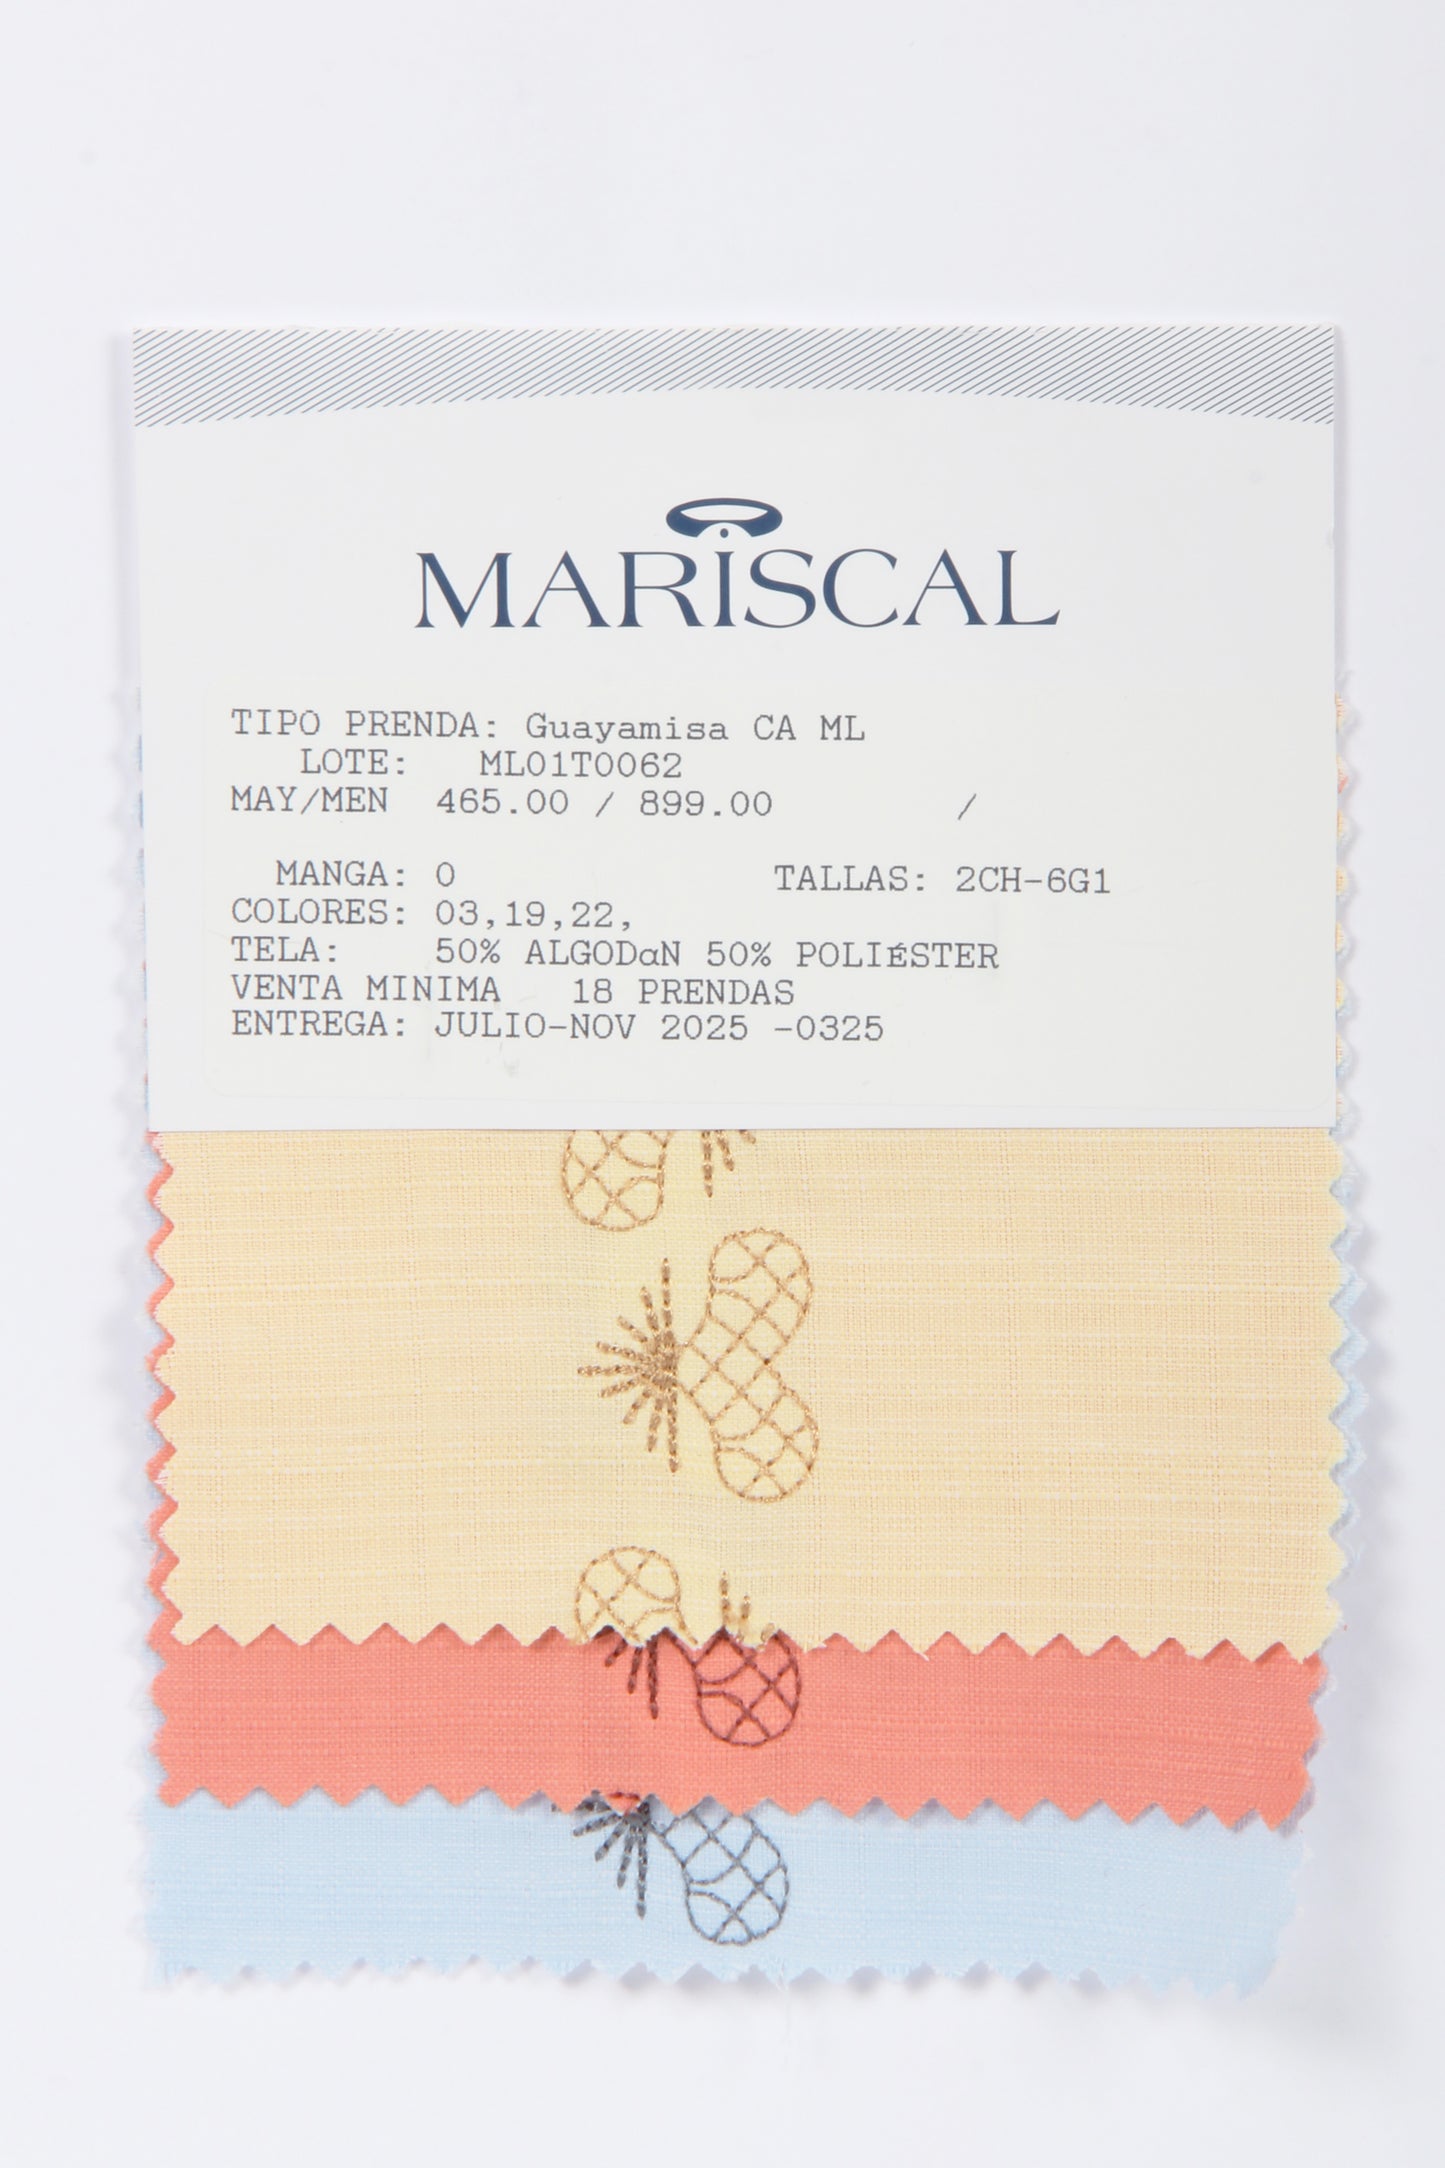 MARISCAL
TIPO PRENDA: Guayamisa CA ML
LOTE: ML01T0062
MAY/MEN 465.00 / 899.00 /
MANGA: 0 TALLAS: 2CH-6G1
COLORES: 03,19,22,
TELA: 50% ALGODαN 50% POLIÉSTER
VENTA MINIMA 18 PRENDAS
ENTREGA: JULIO-NOV 2025 -0325